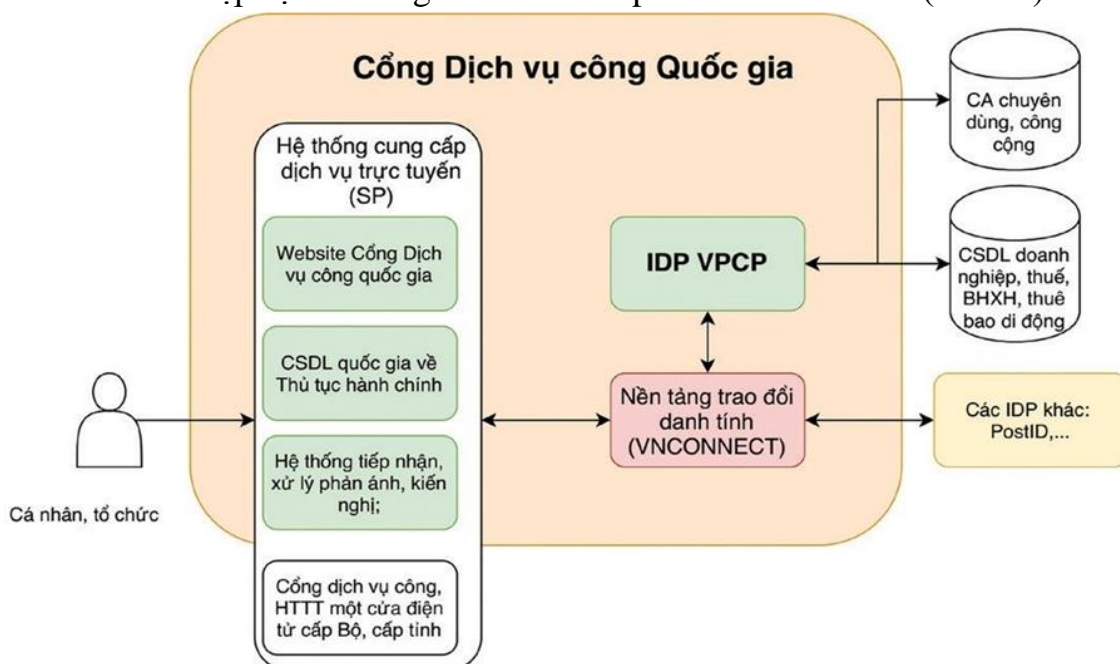 Cổng Dịch vụ công Quốc gia
Hệ thống cung cấp
dịch vụ trực tuyến
(SP)
Website Cổng Dịch
vụ công quốc gia
CSDL quốc gia về
Thủ tục hành chính
Hệ thống tiếp nhận,
xử lý phản ánh, kiến
nghị;
Cổng dịch vụ công,
HTTT một cửa điện
tử cấp Bộ, cấp tỉnh
Cá nhân, tổ chức
IDP VPCP
Nền tảng trao đổi
danh tính
(VNCONNECT)
CA chuyên
dùng, công
cộng
CSDL doanh
nghiệp, thuế,
BHXH, thuê
bao di động
Các IDP khác:
PostID,...